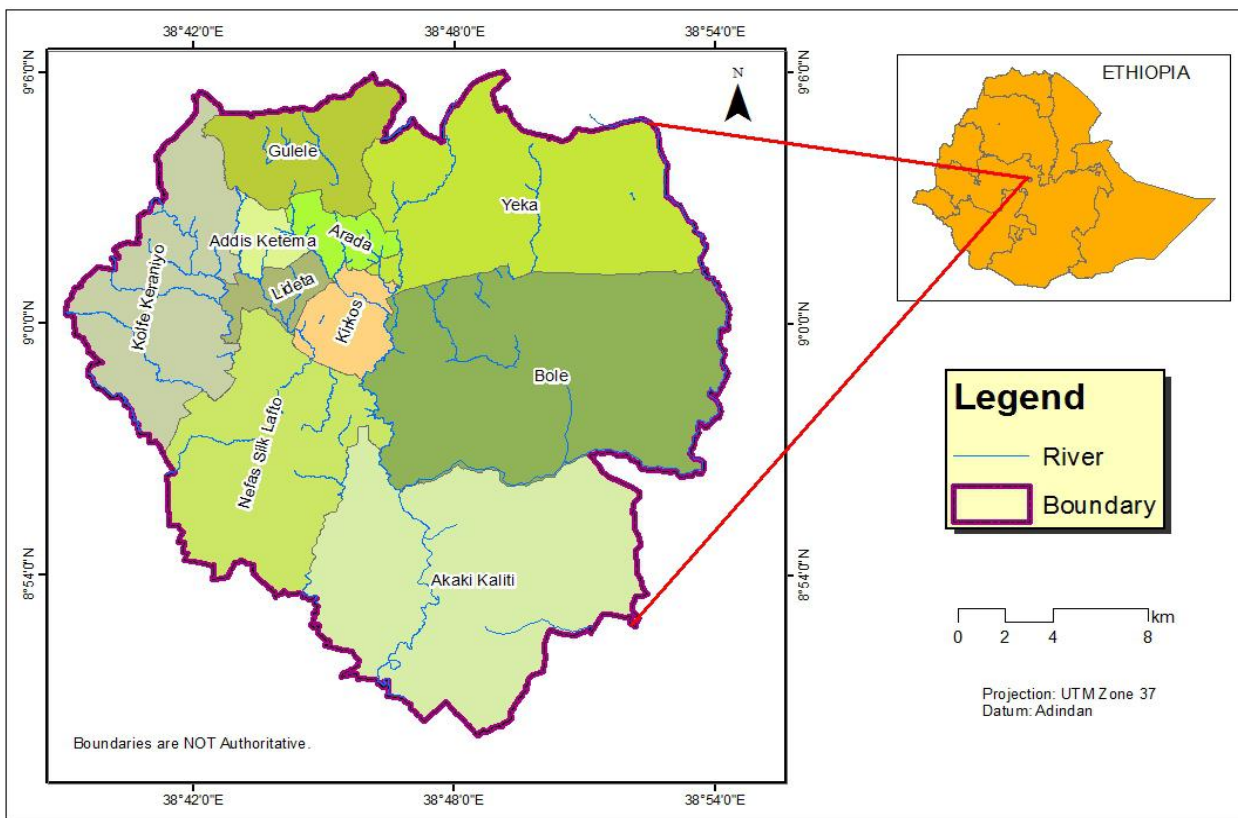 38°42'0"E
38°48'0"E
38°54'0"E
9°6'0"N
9°6'0"N
N
ETHIOPIA
Gulele
Yeka
Arada
Addis Ketema
Lideta
Kolfe Keraniyo
Kirkos
9°0'0"N
9°0'0"N
Bole
Nefas Silk Lafto
Legend
River
Boundary
8°54'0"N
8°54'0"N
Akaki Kaliti
km
0 2 4 8
Projection: UTM Zone 37
Datum: Adindan
Boundaries are NOT Authoritative.
38°42'0"E
38°48'0"E
38°54'0"E